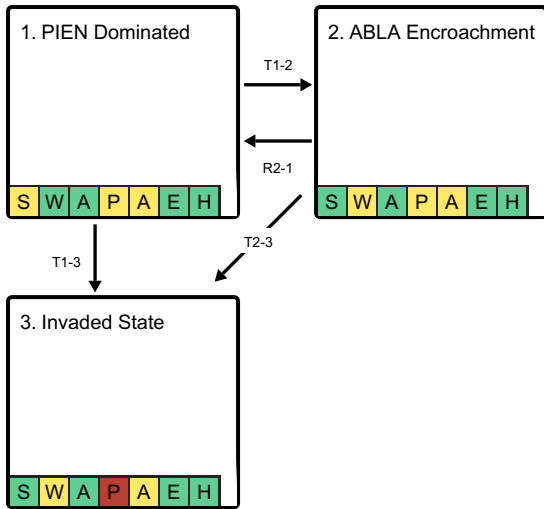 1. PIEN Dominated
S W A P A E H
T1-2
R2-1
2. ABLA Encroachment
S W A P A E H
T1-3
T2-3
3. Invaded State
S W A P A E H